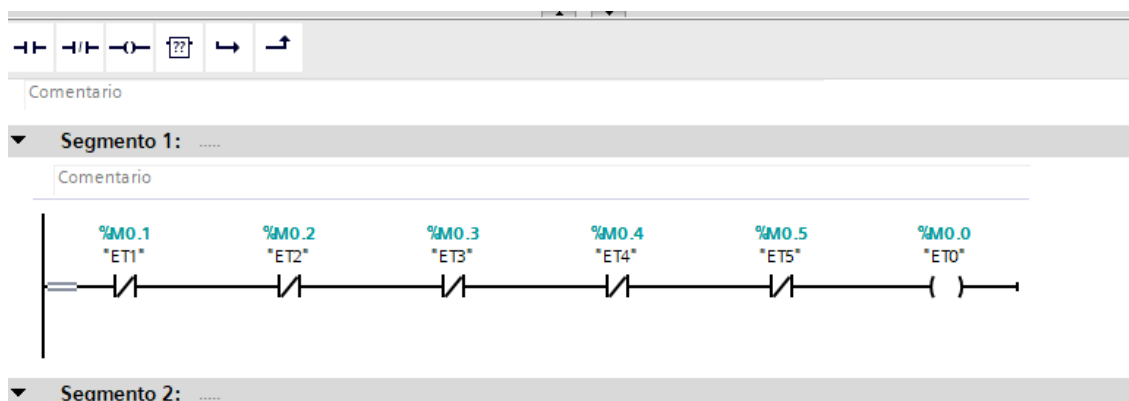 ??
Comentario
Segmento 1: .....
Comentario
%M0.1 %M0.2 %M0.3 %M0.4 %M0.5 %M0.0
"ET1" "ET2" "ET3" "ET4" "ET5" "ET0"
Segmento 2: .....